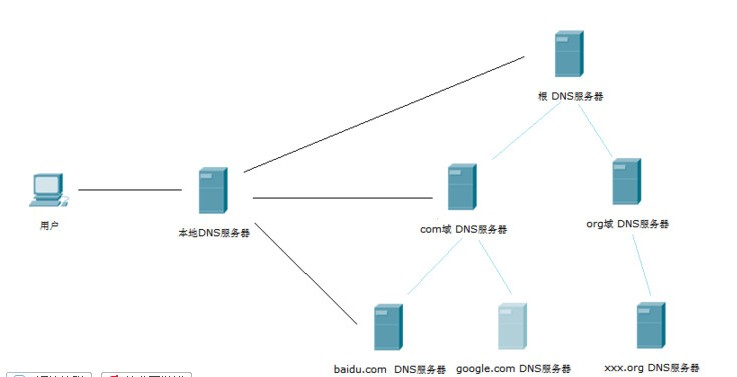 根 DNS服务器
用户
本地DNS服务器
com域 DNS服务器
org域 DNS服务器
baidu.com DNS服务器
google.com DNS服务器
xxx.org DNS服务器